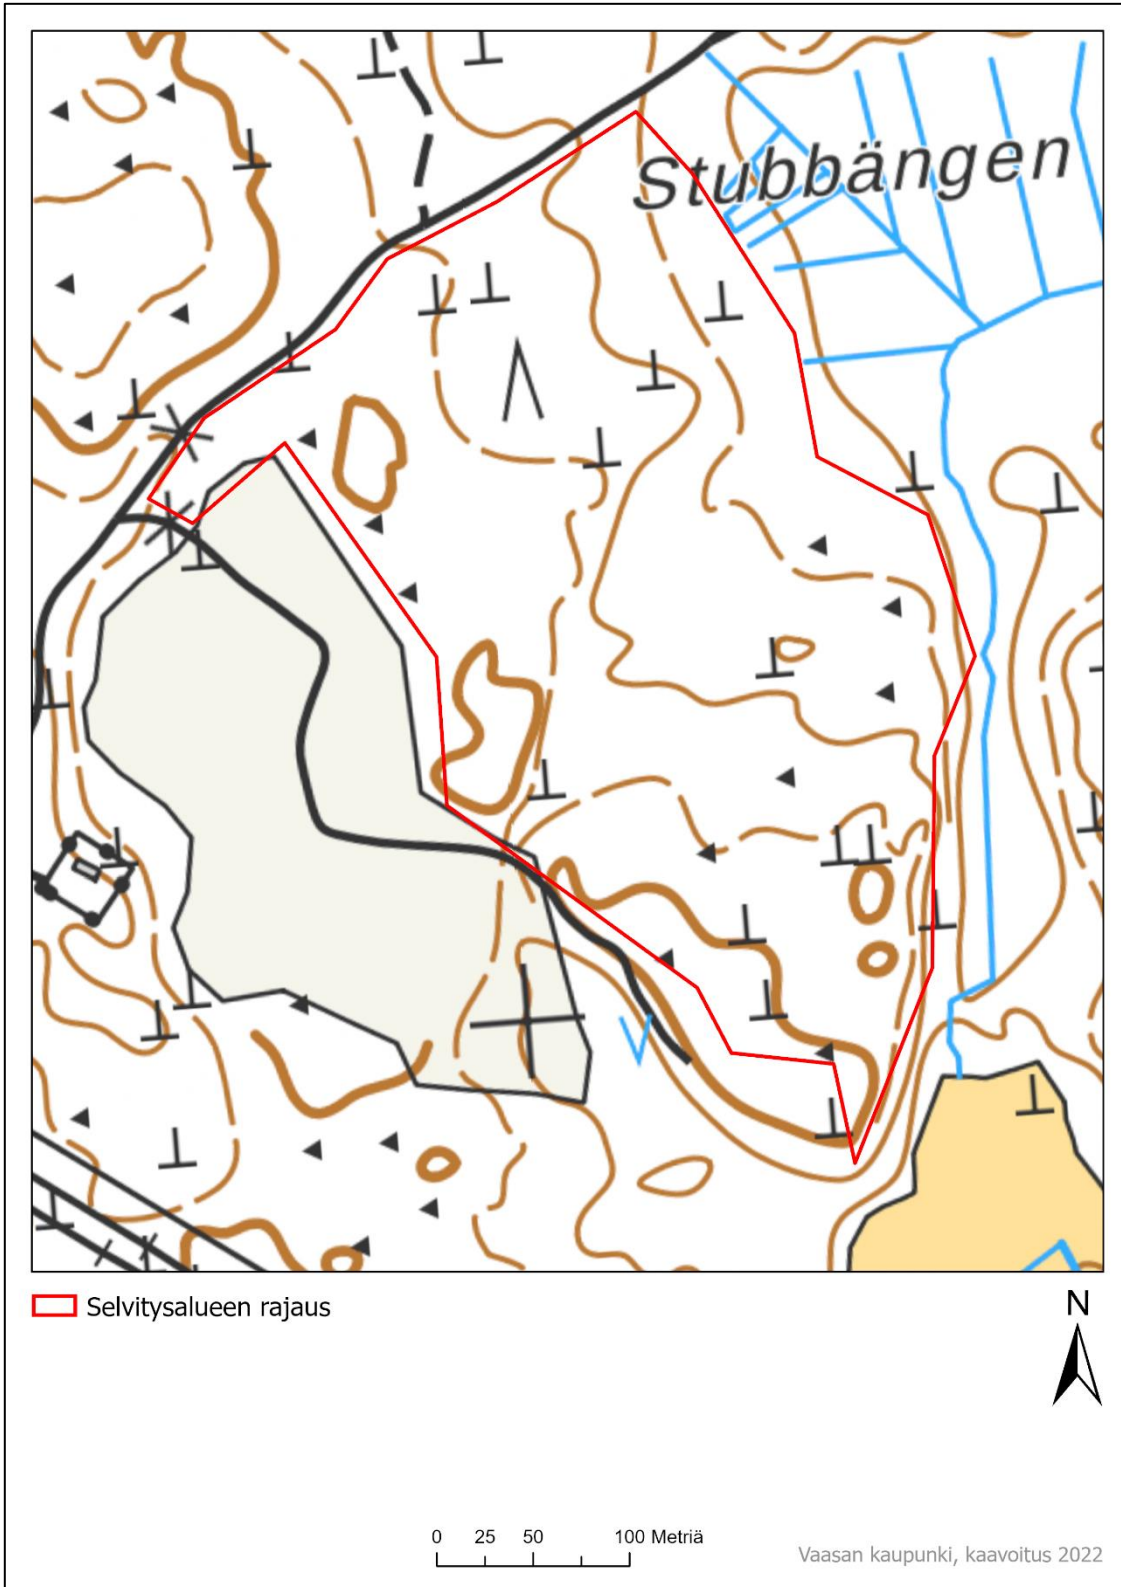 Stubbängen
Selvitysalueen rajaus
N
0 25 50 100 Metriä
Vaasan kaupunki, kaavoitus 2022